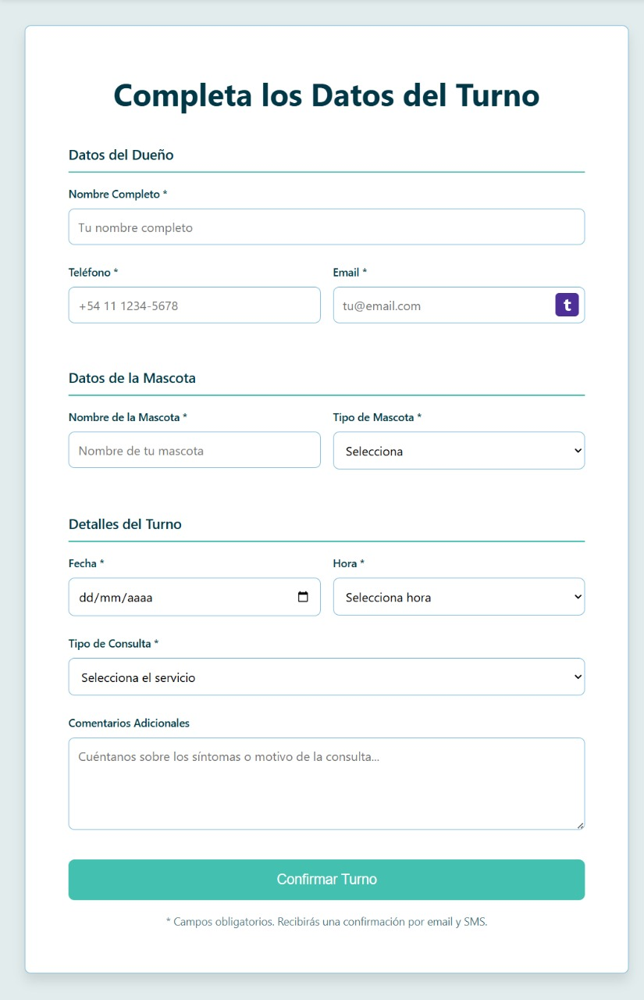 Completa los Datos del Turno
Datos del Dueño
Nombre Completo *
Tu nombre completo
Teléfono * Email *
+54 11 1234-5678 tu@email.com t
Datos de la Mascota
Nombre de la Mascota * Tipo de Mascota *
Nombre de tu mascota Selecciona
Detalles del Turno
Fecha * Hora *
dd/mm/aaaa Selecciona hora
Tipo de Consulta *
Selecciona el servicio
Comentarios Adicionales
Cuéntanos sobre los síntomas o motivo de la consulta...
Confirmar Turno
* Campos obligatorios. Recibirás una confirmación por email y SMS.